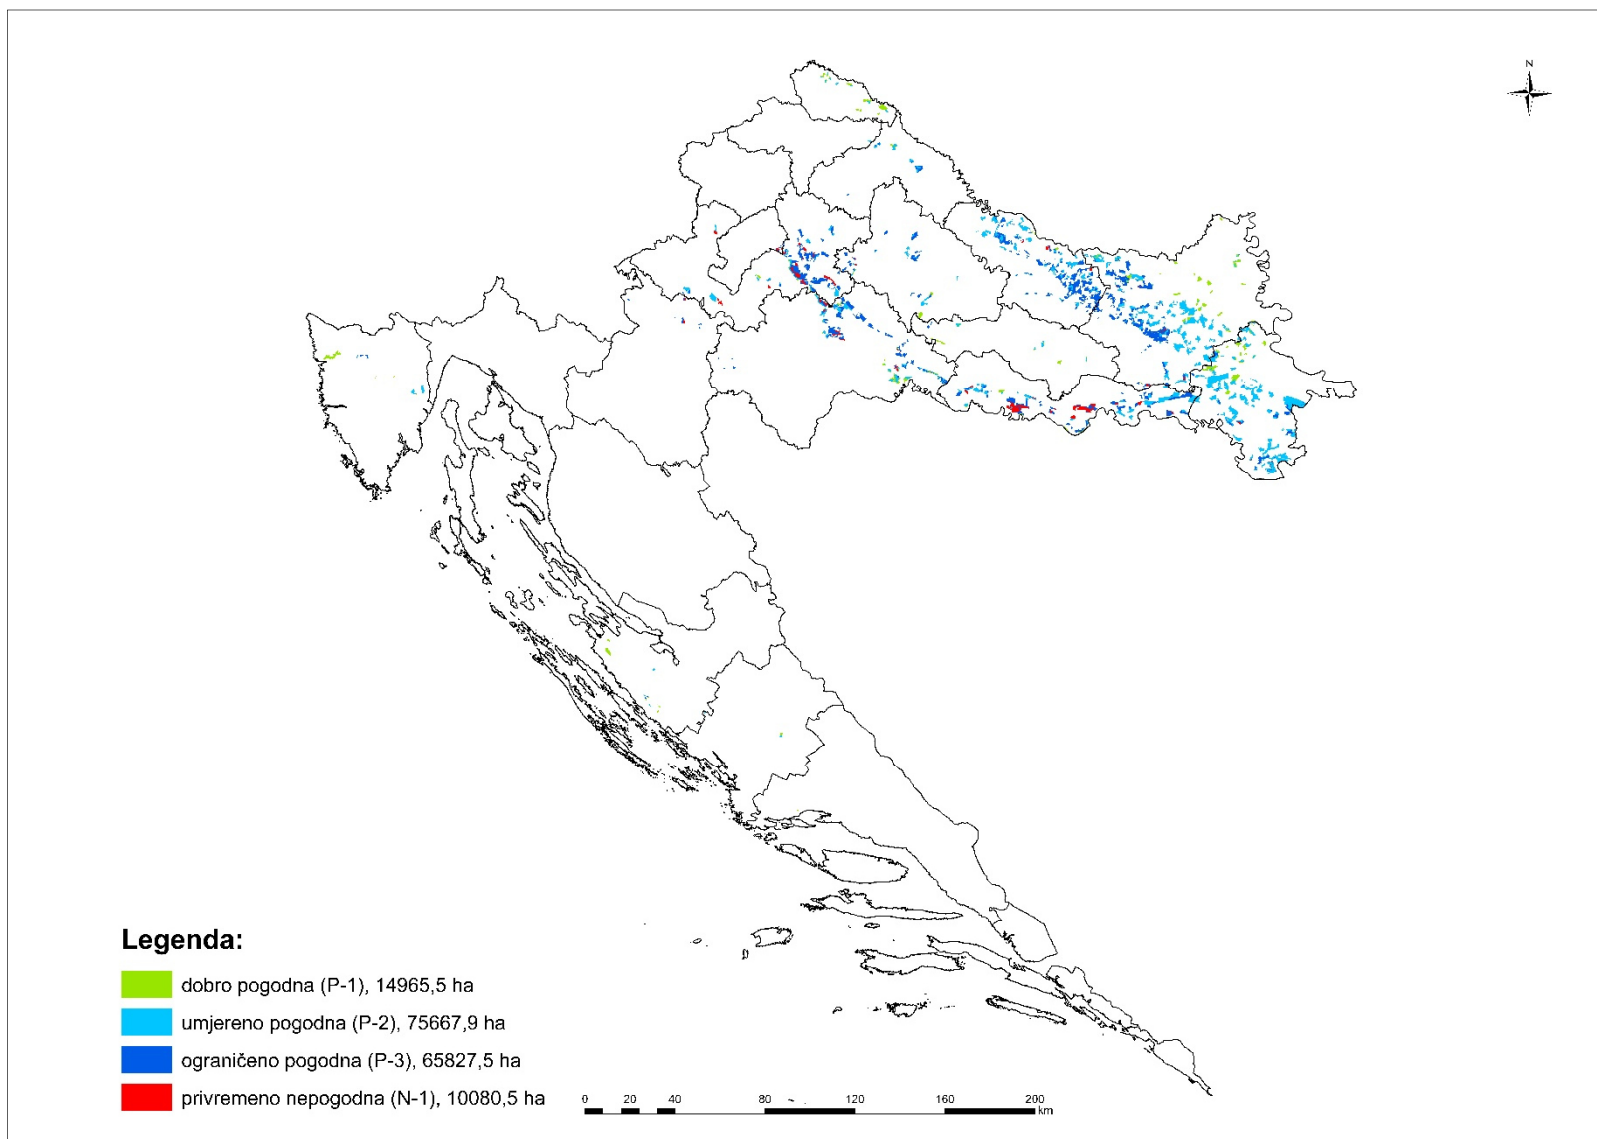 N
Legenda:
dobro pogodna (P-1), 14965,5 ha
umjereno pogodna (P-2), 75667,9 ha
ograničeno pogodna (P-3), 65827,5 ha
privremeno nepogodna (N-1), 10080,5 ha
0 20 40 80 120 160 200
km